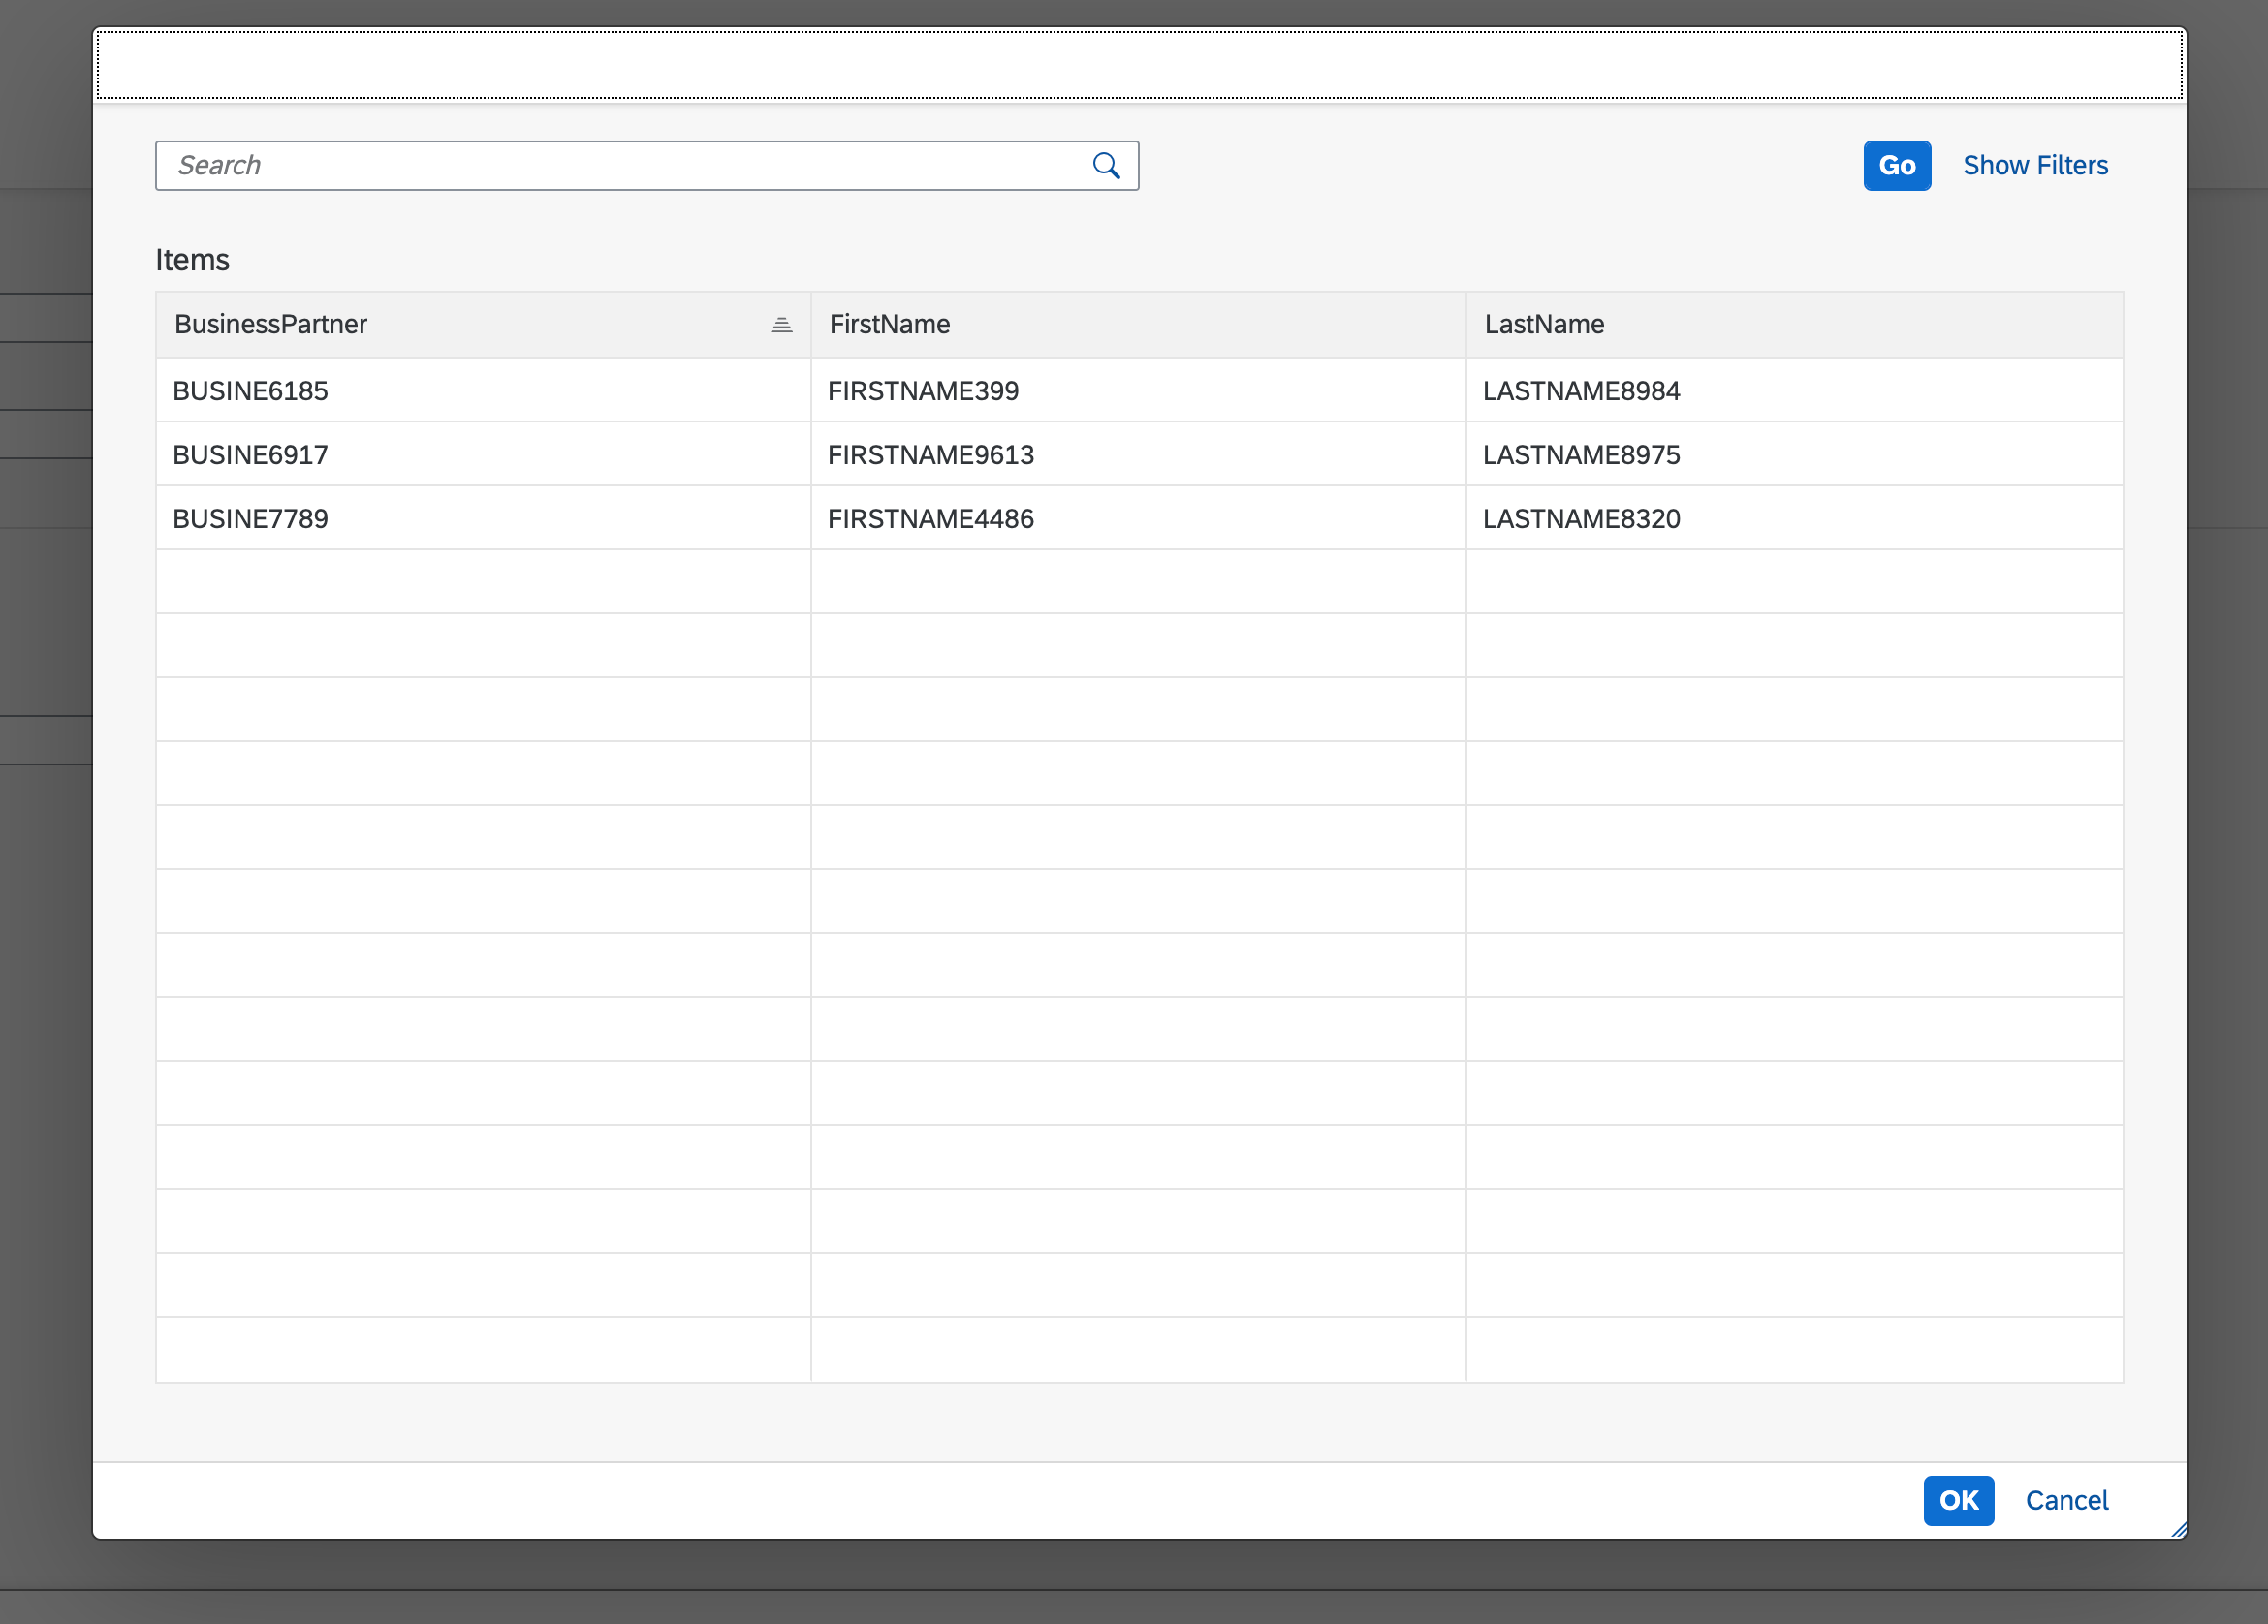 Search
Go
Show Filters
Items
BusinessPartner FirstName LastName
BUSINE6185 FIRSTNAME399 LASTNAME8984
BUSINE6917 FIRSTNAME9613 LASTNAME8975
BUSINE7789 FIRSTNAME4486 LASTNAME8320
OK
Cancel